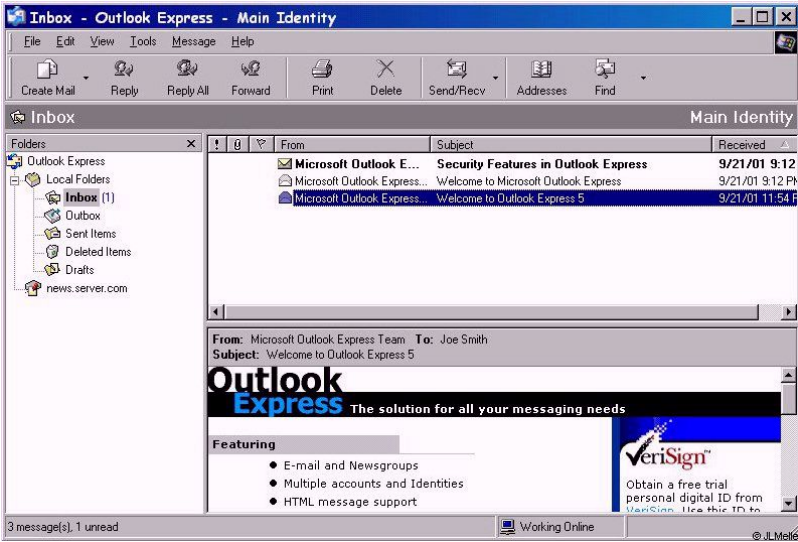 Inbox - Outlook Express - Main Identity
File Edit View Tools Message Help
Create Mail Reply Reply All Forward Print Delete Send/Recv Addresses Find
Inbox Main Identity
Folders
Outlook Express
Local Folders
Inbox (1)
Outbox
Sent Items
Deleted Items
Drafts
news.server.com
! From Subject Received
Microsoft Outlook E... Security Features in Outlook Express 9/21/01 9:12
Microsoft Outlook Express... Welcome to Microsoft Outlook Express 9/21/01 9:12 PM
Microsoft Outlook Express... Welcome to Outlook Express 5 9/21/01 11:54
From: Microsoft Outlook Express Team To: Joe Smith
Subject: Welcome to Outlook Express 5
Outlook
Express The solution for all your messaging needs
Featuring
E-mail and Newsgroups
Multiple accounts and Identities
HTML message support
VeriSign
Obtain a free trial
personal digital ID from
VeriSign. Use this ID to
3 message(s), 1 unread Working Online
© JLMelle